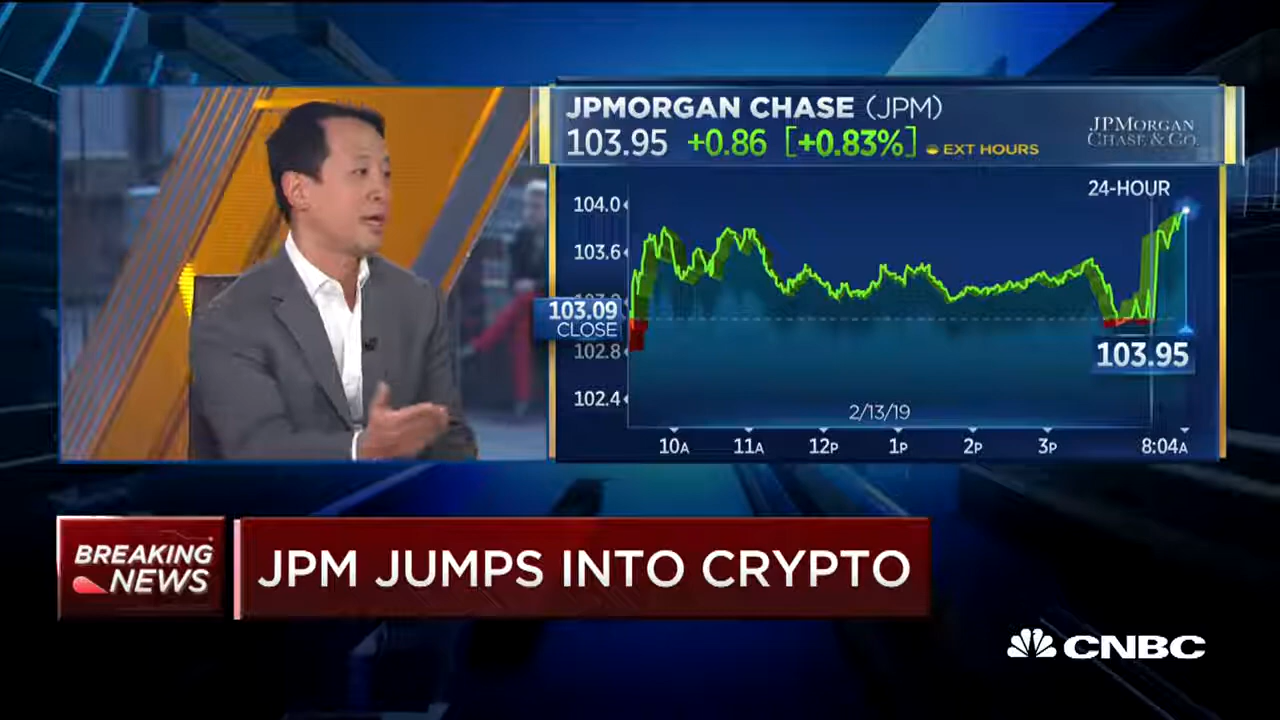 JPMORGAN CHASE (JPM)
103.95 +0.86 [+0.83%] EXT HOURS
JPMORGAN
CHASE & CO.
24-HOUR
104.0
103.6
103.09
CLOSE
102.8
102.4
103.95
2/13/19
10A 11A 12P 1P 2P 3P 8:04A
BREAKING
NEWS
JPM JUMPS INTO CRYPTO
CNBC